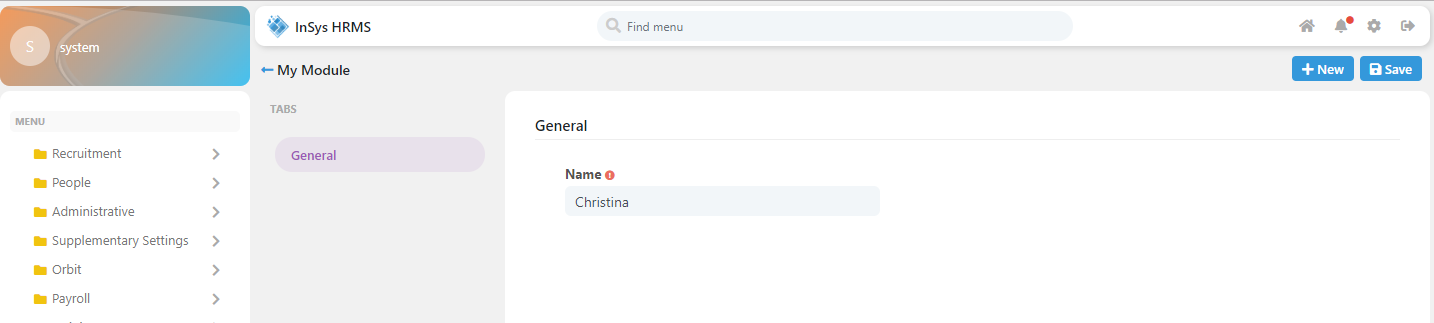 S
system
InSys HRMS
Find menu
My Module
New
Save
MENU
Recruitment
People
Administrative
Supplementary Settings
Orbit
Payroll
TABS
General
General
Name
Christina